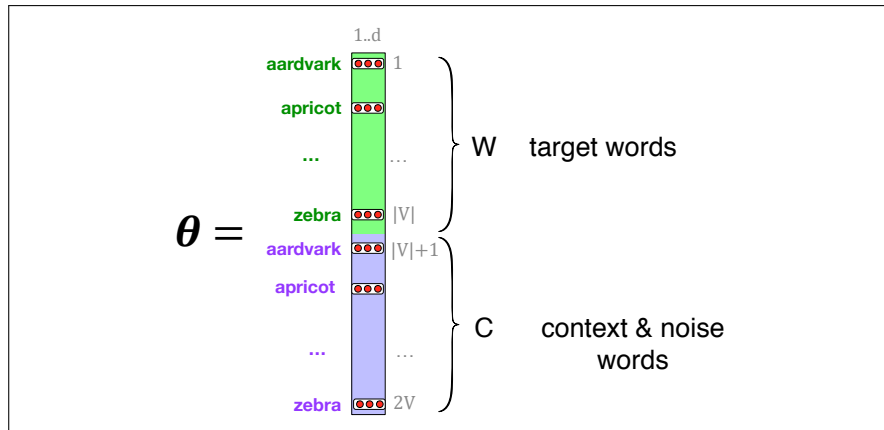 1..d
aardvark 1
apricot
... ...
zebra |V|
W target words
θ =
aardvark |V|+1
apricot
... ...
zebra 2V
C context & noise
words